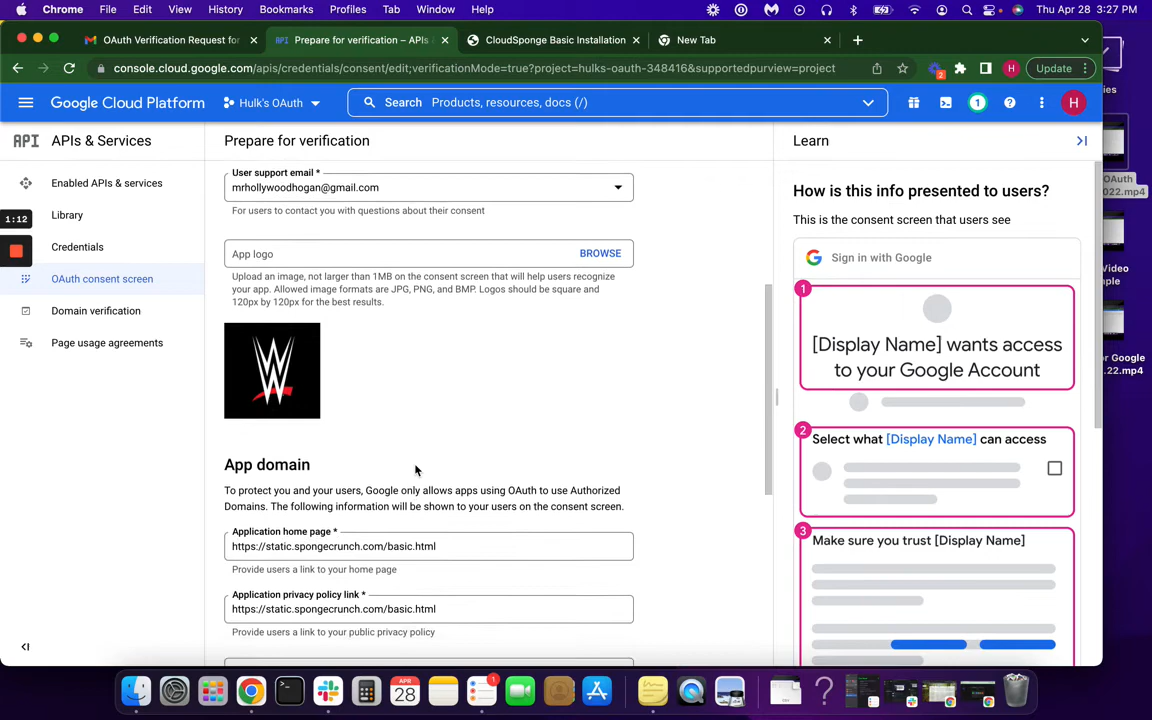 Chrome File Edit View History Bookmarks Profiles Tab Window Help Thu Apr 28 3:27 PM
OAuth Verification Request for Prepare for verification – APIs & CloudSponge Basic Installation New Tab
console.cloud.google.com/apis/credentials/consent/edit;verificationMode=true?project=hulks-oauth-348416&supportedpurview=project 2 H Update
Google Cloud Platform Hulk's OAuth Search Products, resources, docs (/) 1 H
API APIs & Services Prepare for verification Learn
Enabled APIs & services
Library
Credentials
OAuth consent screen
Domain verification
Page usage agreements
1:12
User support email *
mrhollywoodhogan@gmail.com
For users to contact you with questions about their consent
App logo BROWSE
Upload an image, not larger than 1MB on the consent screen that will help users recognize
your app. Allowed image formats are JPG, PNG, and BMP. Logos should be square and
120px by 120px for the best results.
App domain
To protect you and your users, Google only allows apps using OAuth to use Authorized
Domains. The following information will be shown to your users on the consent screen.
Application home page *
https://static.spongecrunch.com/basic.html
Provide users a link to your home page
Application privacy policy link *
https://static.spongecrunch.com/basic.html
Provide users a link to your public privacy policy
How is this info presented to users?
This is the consent screen that users see
Sign in with Google
1
[Display Name] wants access
to your Google Account
2
Select what [Display Name] can access
3
Make sure you trust [Display Name]
OAuth
022.mp4
Video
or Google
.22.mp4
APR
28
1